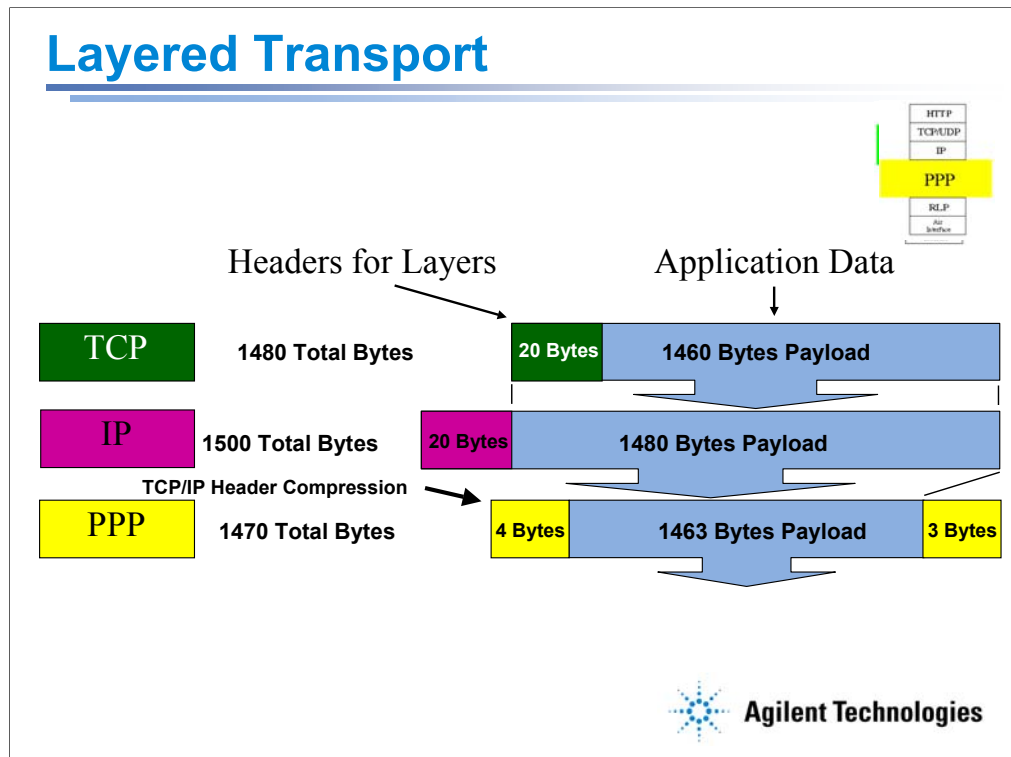 Layered Transport
HTTP
TCP/UDP
IP
PPP
RLP
Air
Interface
Headers for Layers
Application Data
TCP
1480 Total Bytes
20 Bytes
1460 Bytes Payload
IP
1500 Total Bytes
20 Bytes
1480 Bytes Payload
TCP/IP Header Compression
PPP
1470 Total Bytes
4 Bytes
1463 Bytes Payload
3 Bytes
Agilent Technologies